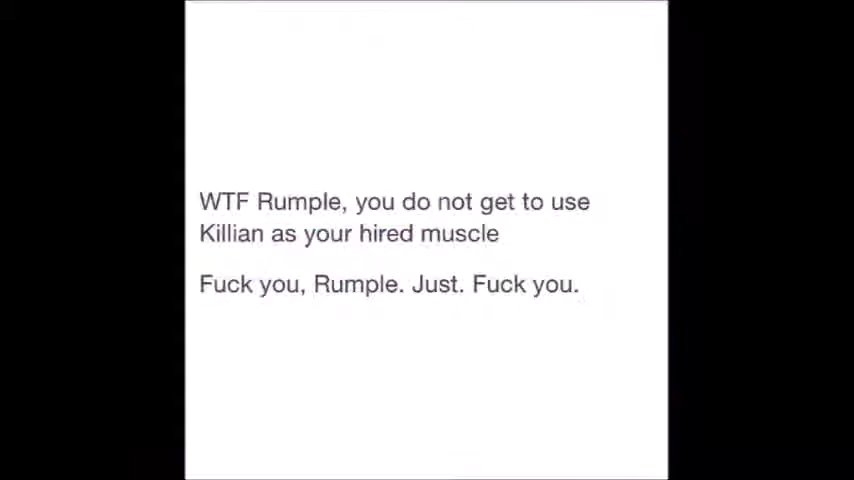 WTF Rumple, you do not get to use
Killian as your hired muscle
Fuck you, Rumple. Just. Fuck you.